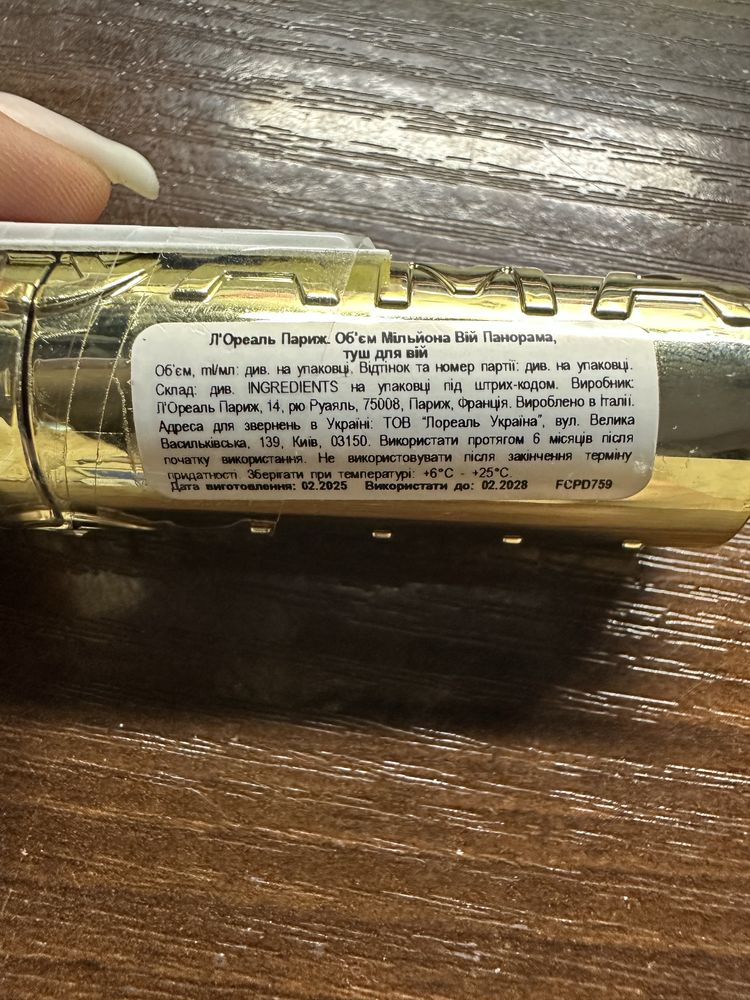 Л'Ореаль Париж. Об'єм Мільйона Вій Панорама,
туш для вій
Об'єм, ml/мл: див. на упаковці. Відтінок та номер партії: див. на упаковці.
Склад: див. INGREDIENTS на упаковці під штрих-кодом. Виробник:
Л'Ореаль Париж, 14, рю Руаяль, 75008, Париж, Франція. Вироблено в Італії.
Адреса для звернень в Україні: ТОВ "Лореаль Україна", вул. Велика
Васильківська, 139, Київ, 03150. Використати протягом 6 місяців після
початку використання. Не використовувати після закінчення терміну
придатності. Зберігати при температурі: +6°C - +25°C.
Дата виготовлення: 02.2025 Використати до: 02.2028 FCPD759